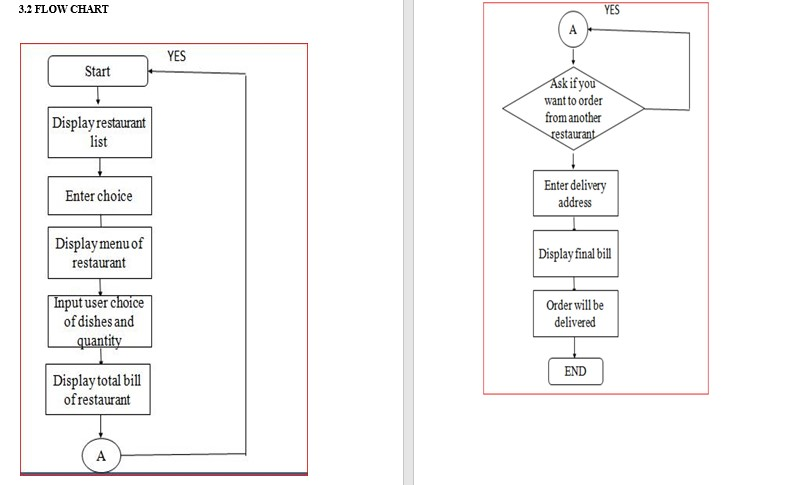 3.2 FLOW CHART
YES
Start
Display restaurant
list
Enter choice
Display menu of
restaurant
Input user choice
of dishes and
quantity
Display total bill
of restaurant
A
YES
A
Ask if you
want to order
from another
restaurant
Enter delivery
address
Display final bill
Order will be
delivered
END